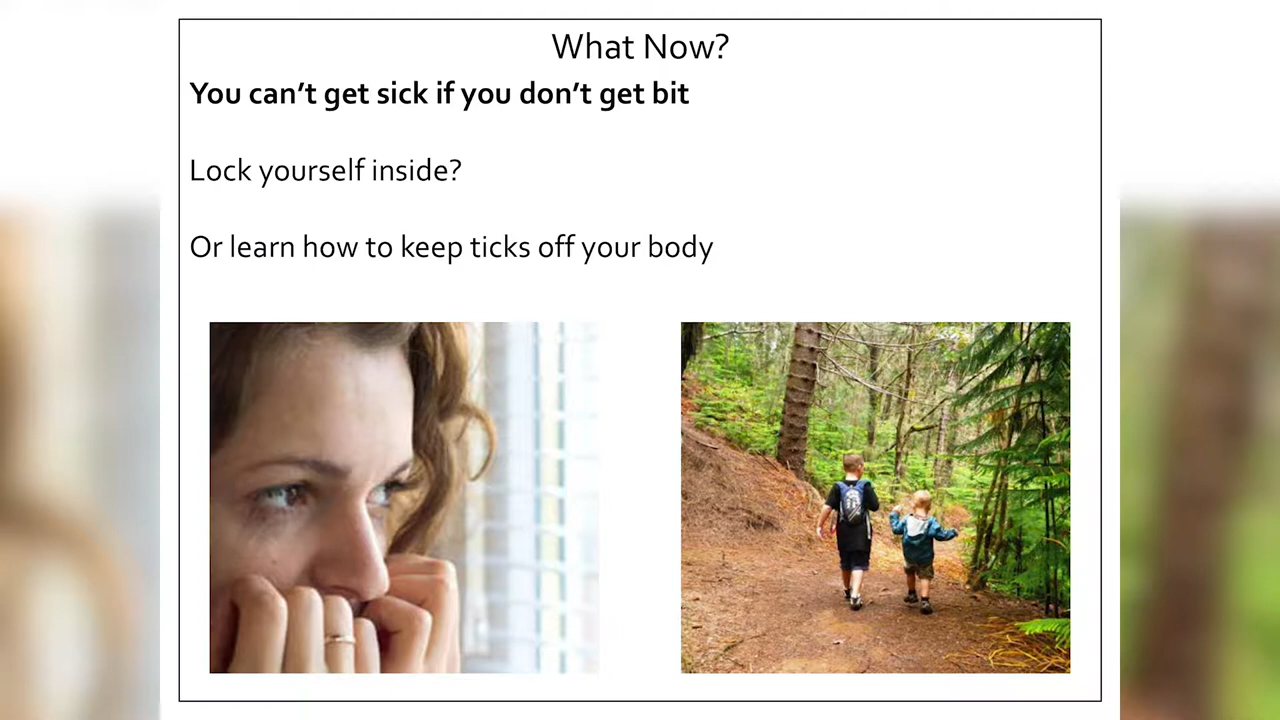 What Now?
You can’t get sick if you don’t get bit
Lock yourself inside?
Or learn how to keep ticks off your body